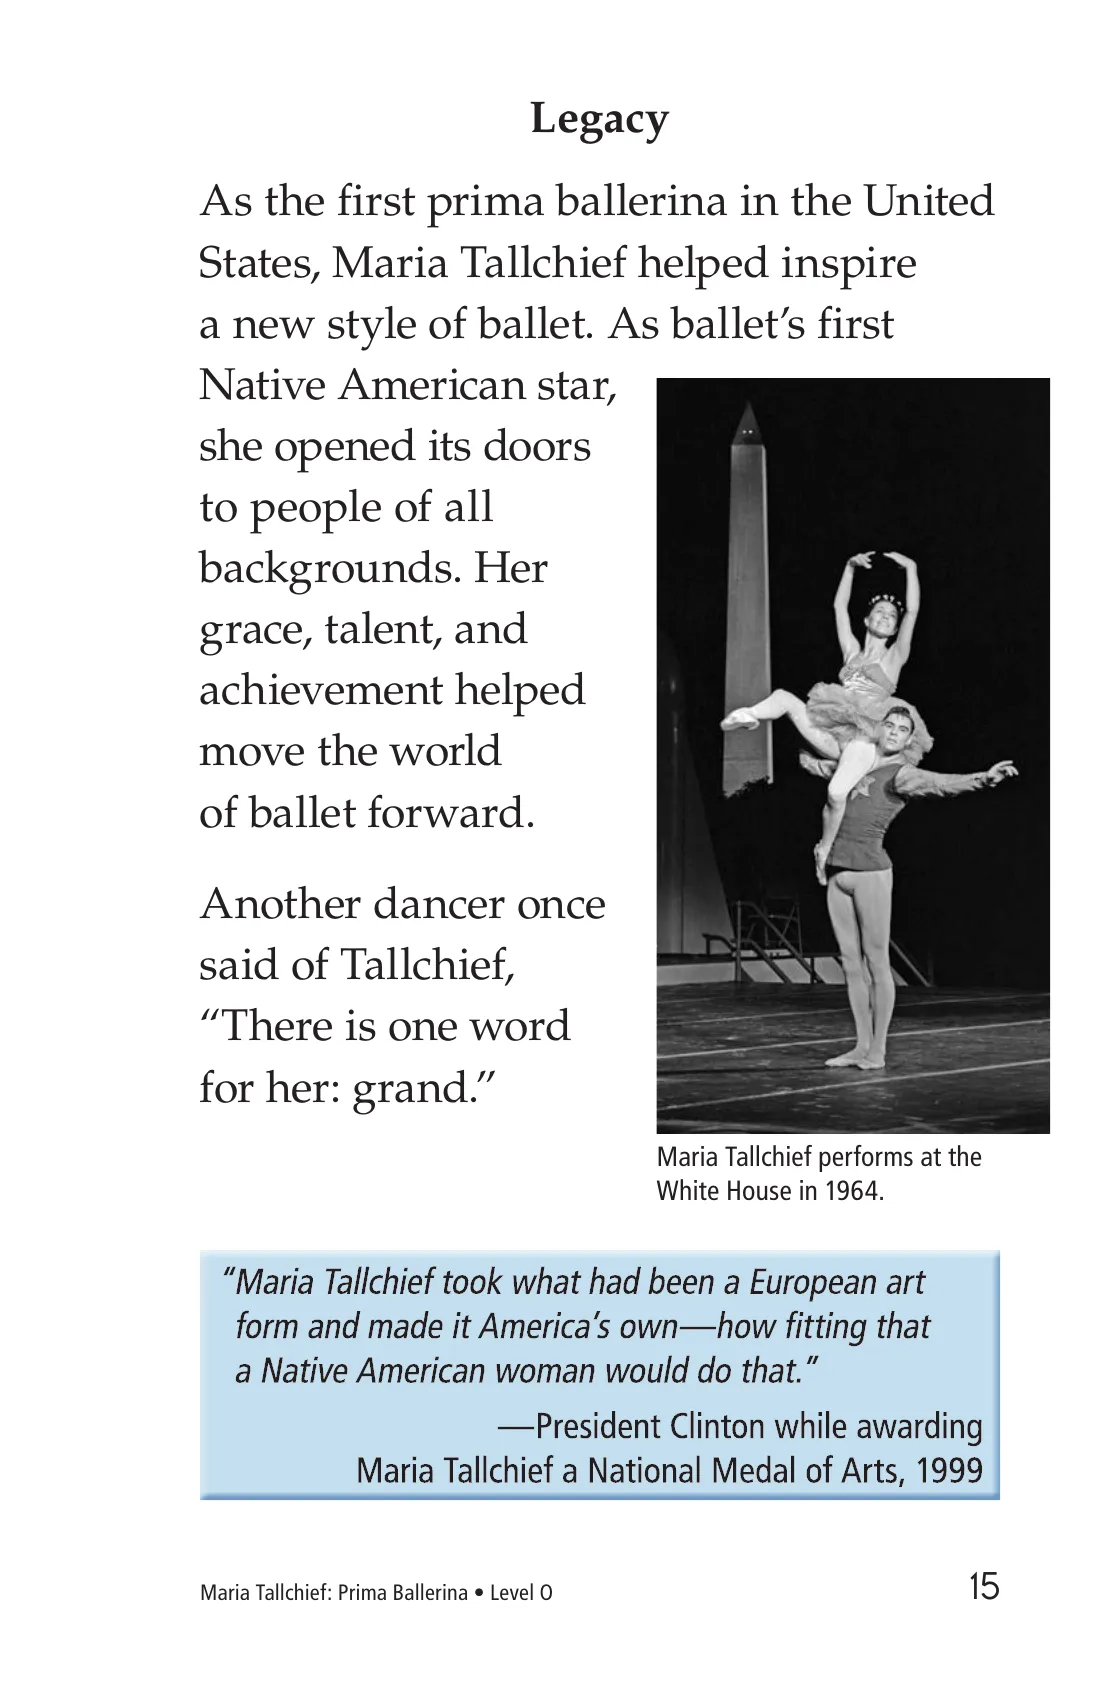 Legacy
As the first prima ballerina in the United
States, Maria Tallchief helped inspire
a new style of ballet. As ballet’s first
Native American star,
she opened its doors
to people of all
backgrounds. Her
grace, talent, and
achievement helped
move the world
of ballet forward.
Another dancer once
said of Tallchief,
“There is one word
for her: grand.”
Maria Tallchief performs at the
White House in 1964.
“Maria Tallchief took what had been a European art
form and made it America’s own—how fitting that
a Native American woman would do that.”
—President Clinton while awarding
Maria Tallchief a National Medal of Arts, 1999
Maria Tallchief: Prima Ballerina • Level O
15